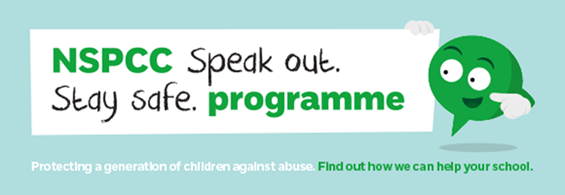 NSPCC Speak out.
Stay safe. programme
Protecting a generation of children against abuse. Find out how we can help your school.